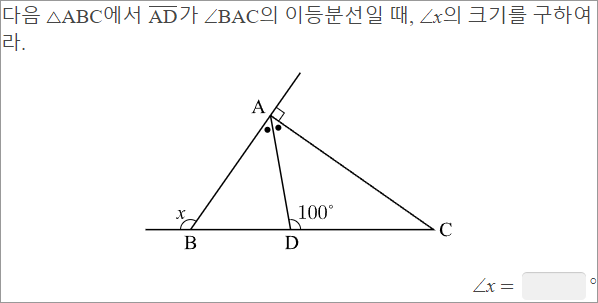 다음 △ABC에서 AD가 ∠BAC의 이등분선일 때, ∠x의 크기를 구하여
라.
A
x
100°
B
D
C
∠x = °